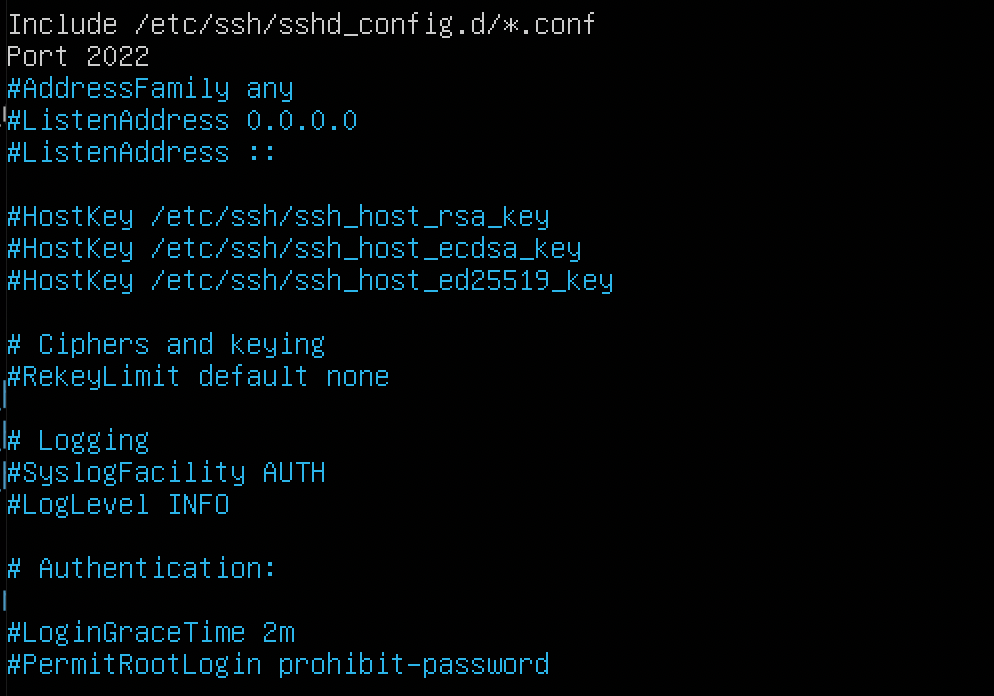 Include /etc/ssh/sshd_config.d/*.conf
Port 2022
#AddressFamily any
#ListenAddress 0.0.0.0
#ListenAddress ::
#HostKey /etc/ssh/ssh_host_rsa_key
#HostKey /etc/ssh/ssh_host_ecdsa_key
#HostKey /etc/ssh/ssh_host_ed25519_key
# Ciphers and keying
#RekeyLimit default none
# Logging
#SyslogFacility AUTH
#LogLevel INFO
# Authentication:
#LoginGraceTime 2m
#PermitRootLogin prohibit-password